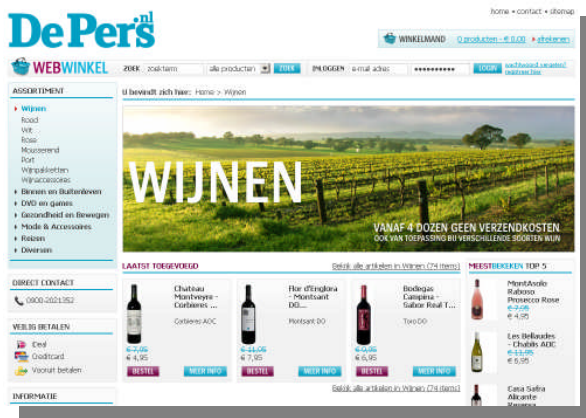 home • contact • sitemap
De Pers.nl
WINKELMAND 0 producten - € 0,00 afrekenen
WEBWINKEL
ZOEK zoekterm alle producten ZOEK INLOGGEN e-mail adres •••••••••• LOGIN wachtwoord vergeten?
registreer hier
ASSORTIMENT
Wijnen
Rood
Wit
Rose
Mousserend
Port
Wijnpakketten
Wijnaccessoires
Binnen en Buitenleven
DVD en games
Gezondheid en Bewegen
Mode & Accessoires
Reizen
Diversen
DIRECT CONTACT
0800-2021352
VEILIG BETALEN
iDeal
Creditcard
Vooruit betalen
INFORMATIE
U bevindt zich hier: Home > Wijnen
WIJNEN
VANAF 4 DOZEN GEEN VERZENDKOSTEN
OOK VAN TOEPASSING BIJ VERSCHILLENDE SOORTEN WIJN
LAATST TOEGEVOEGD Bekijk alle artikelen in Wijnen (74 items)
Chateau
Montveyre -
Corbieres ...
Corbieres AOC
€ 7,95
€ 4,95
BESTEL MEER INFO
Flor d'Englora
- Montsant
DO...
Montsant DO
€ 11,95
€ 7,95
BESTEL MEER INFO
Bodegas
Campina -
Sabor Real T...
Toro DO
€ 9,95
€ 6,95
BESTEL MEER INFO
Bekijk alle artikelen in Wijnen (74 items)
MEESTBEKEKEN TOP 5
MontAsolo
Raboso
Prosecco Rose
€ 7,95
€ 4,95
Les Bellaudes
- Chablis AOC
€ 11,95
€ 6,95
Casa Safra
Alicante
Reserva